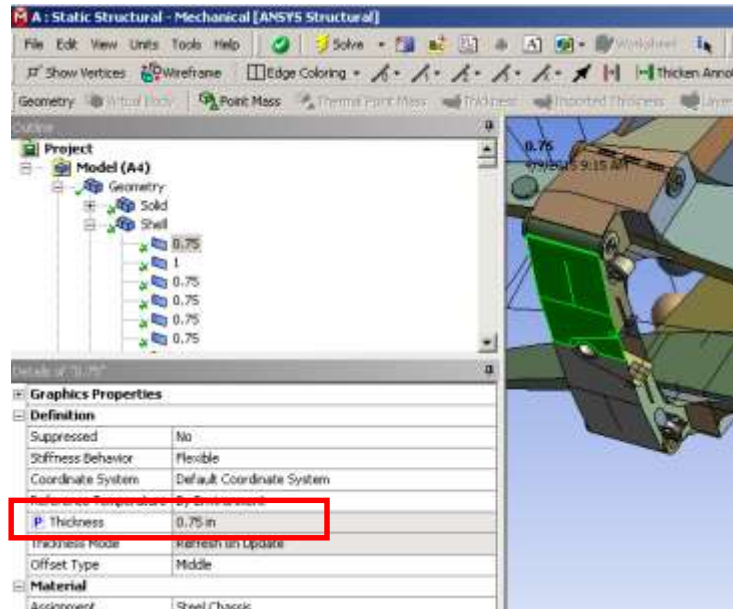 A : Static Structural - Mechanical [ANSYS Structural]
File Edit View Units Tools Help Solve Worksheet
Show Vertices Wireframe Edge Coloring Thicken Anno
Geometry Virtual Body Point Mass Thermal Point Mass Thickness Imported Thickness Laye
Outline
Project
Model (A4)
Geometry
Solid
Shell
0.75
1
0.75
0.75
0.75
0.75
0.75
9:15 AM
Details of "0.75"
Graphics Properties
Definition
Suppressed No
Stiffness Behavior Flexible
Coordinate System Default Coordinate System
Reference Temperature By Environment
P Thickness 0.75 in
Thickness Mode Refresh on Update
Offset Type Middle
Material
Assignment Steel Chassis